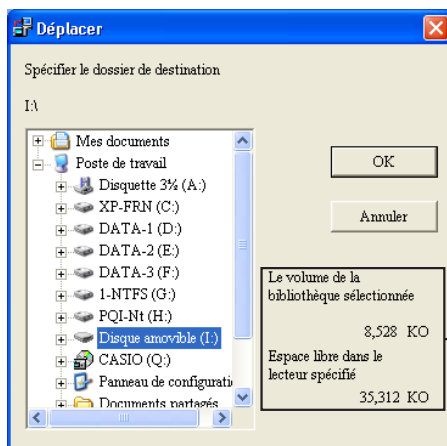 Déplacer
Spécifier le dossier de destination
I:\
Mes documents
Poste de travail
Disquette 3½ (A:)
XP-FRN (C:)
DATA-1 (D:)
DATA-2 (E:)
DATA-3 (F:)
1-NTFS (G:)
PQI-Nt (H:)
Disque amovible (I:)
CASIO (Q:)
Panneau de configurati
Documents partagés
OK
Annuler
Le volume de la
bibliothèque sélectionnée
8,528 KO
Espace libre dans le
lecteur spécifié
35,312 KO